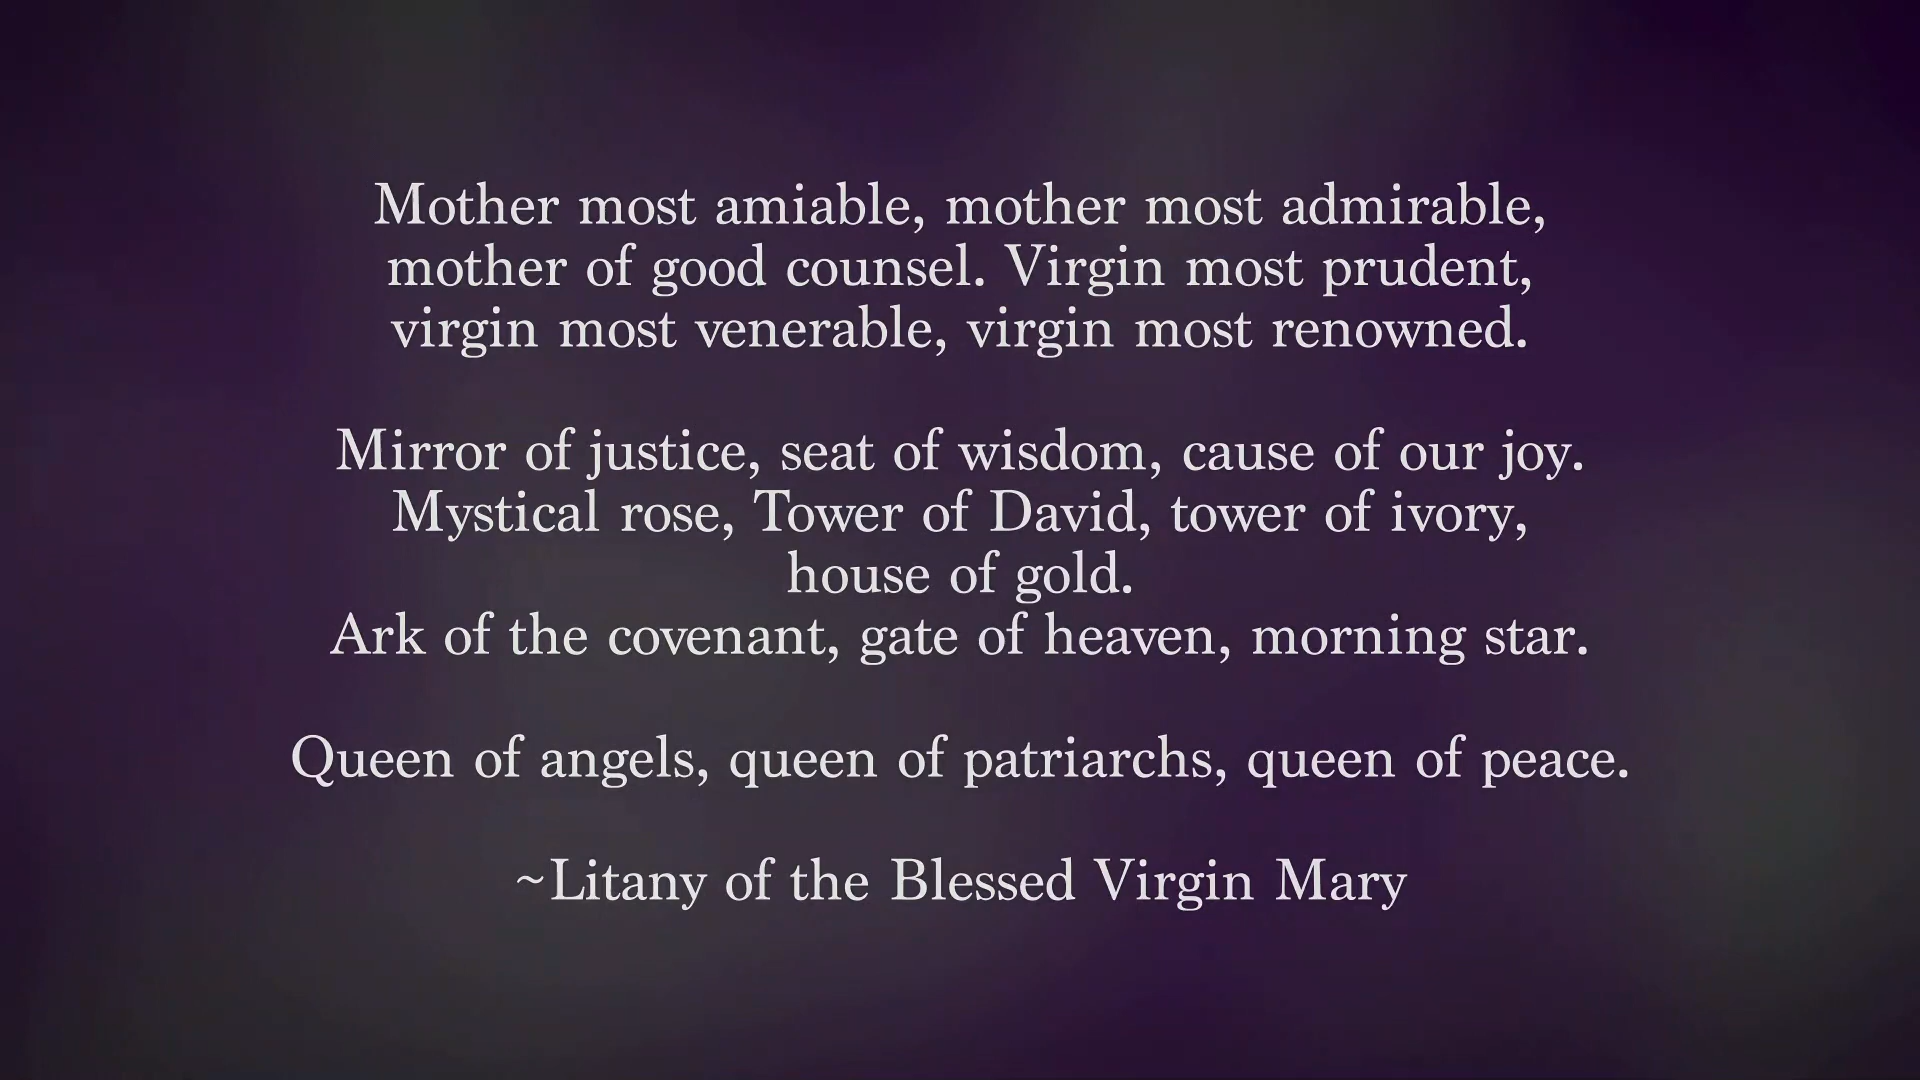 Mother most amiable, mother most admirable,
mother of good counsel. Virgin most prudent,
virgin most venerable, virgin most renowned.
Mirror of justice, seat of wisdom, cause of our joy.
Mystical rose, Tower of David, tower of ivory,
house of gold.
Ark of the covenant, gate of heaven, morning star.
Queen of angels, queen of patriarchs, queen of peace.
~Litany of the Blessed Virgin Mary